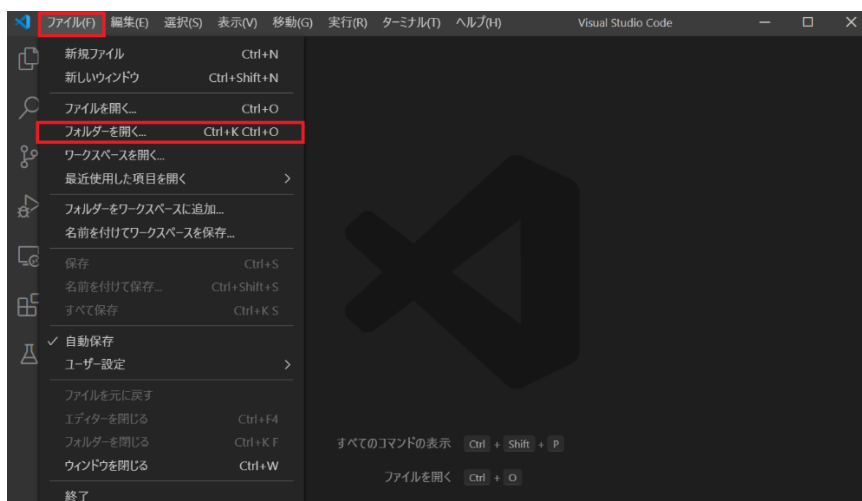 ファイル(F) 編集(E) 選択(S) 表示(V) 移動(G) 実行(R) ターミナル(T) ヘルプ(H) Visual Studio Code
新規ファイル Ctrl+N
新しいウィンドウ Ctrl+Shift+N
ファイルを開く... Ctrl+O
フォルダーを開く... Ctrl+K Ctrl+O
ワークスペースを開く...
最近使用した項目を開く
フォルダーをワークスペースに追加...
名前を付けてワークスペースを保存...
保存 Ctrl+S
名前を付けて保存... Ctrl+Shift+S
すべて保存 Ctrl+K S
自動保存
ユーザー設定
ファイルを元に戻す
エディターを閉じる Ctrl+F4
フォルダーを閉じる Ctrl+K F
ウィンドウを閉じる Ctrl+W
終了
すべてのコマンドの表示 Ctrl + Shift + P
ファイルを開く Ctrl + O